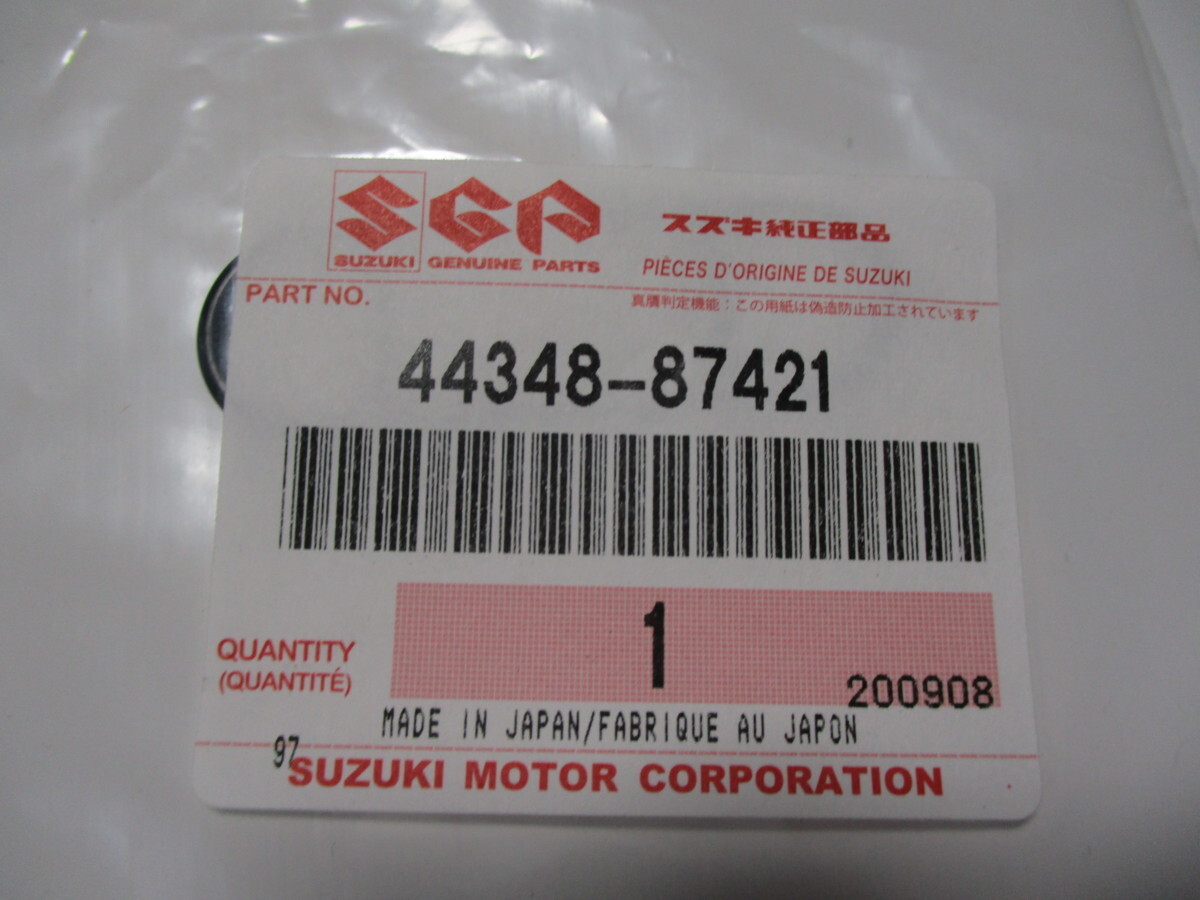 SUZUKI
SGP
GENUINE PARTS
スズキ純正部品
PIÈCES D'ORIGINE DE SUZUKI
PART NO.
真贋判定機能：この用紙は偽造防止加工されています
44348-87421
1
QUANTITY
(QUANTITÉ)
200908
MADE IN JAPAN/FABRIQUE AU JAPON
97
SUZUKI MOTOR CORPORATION